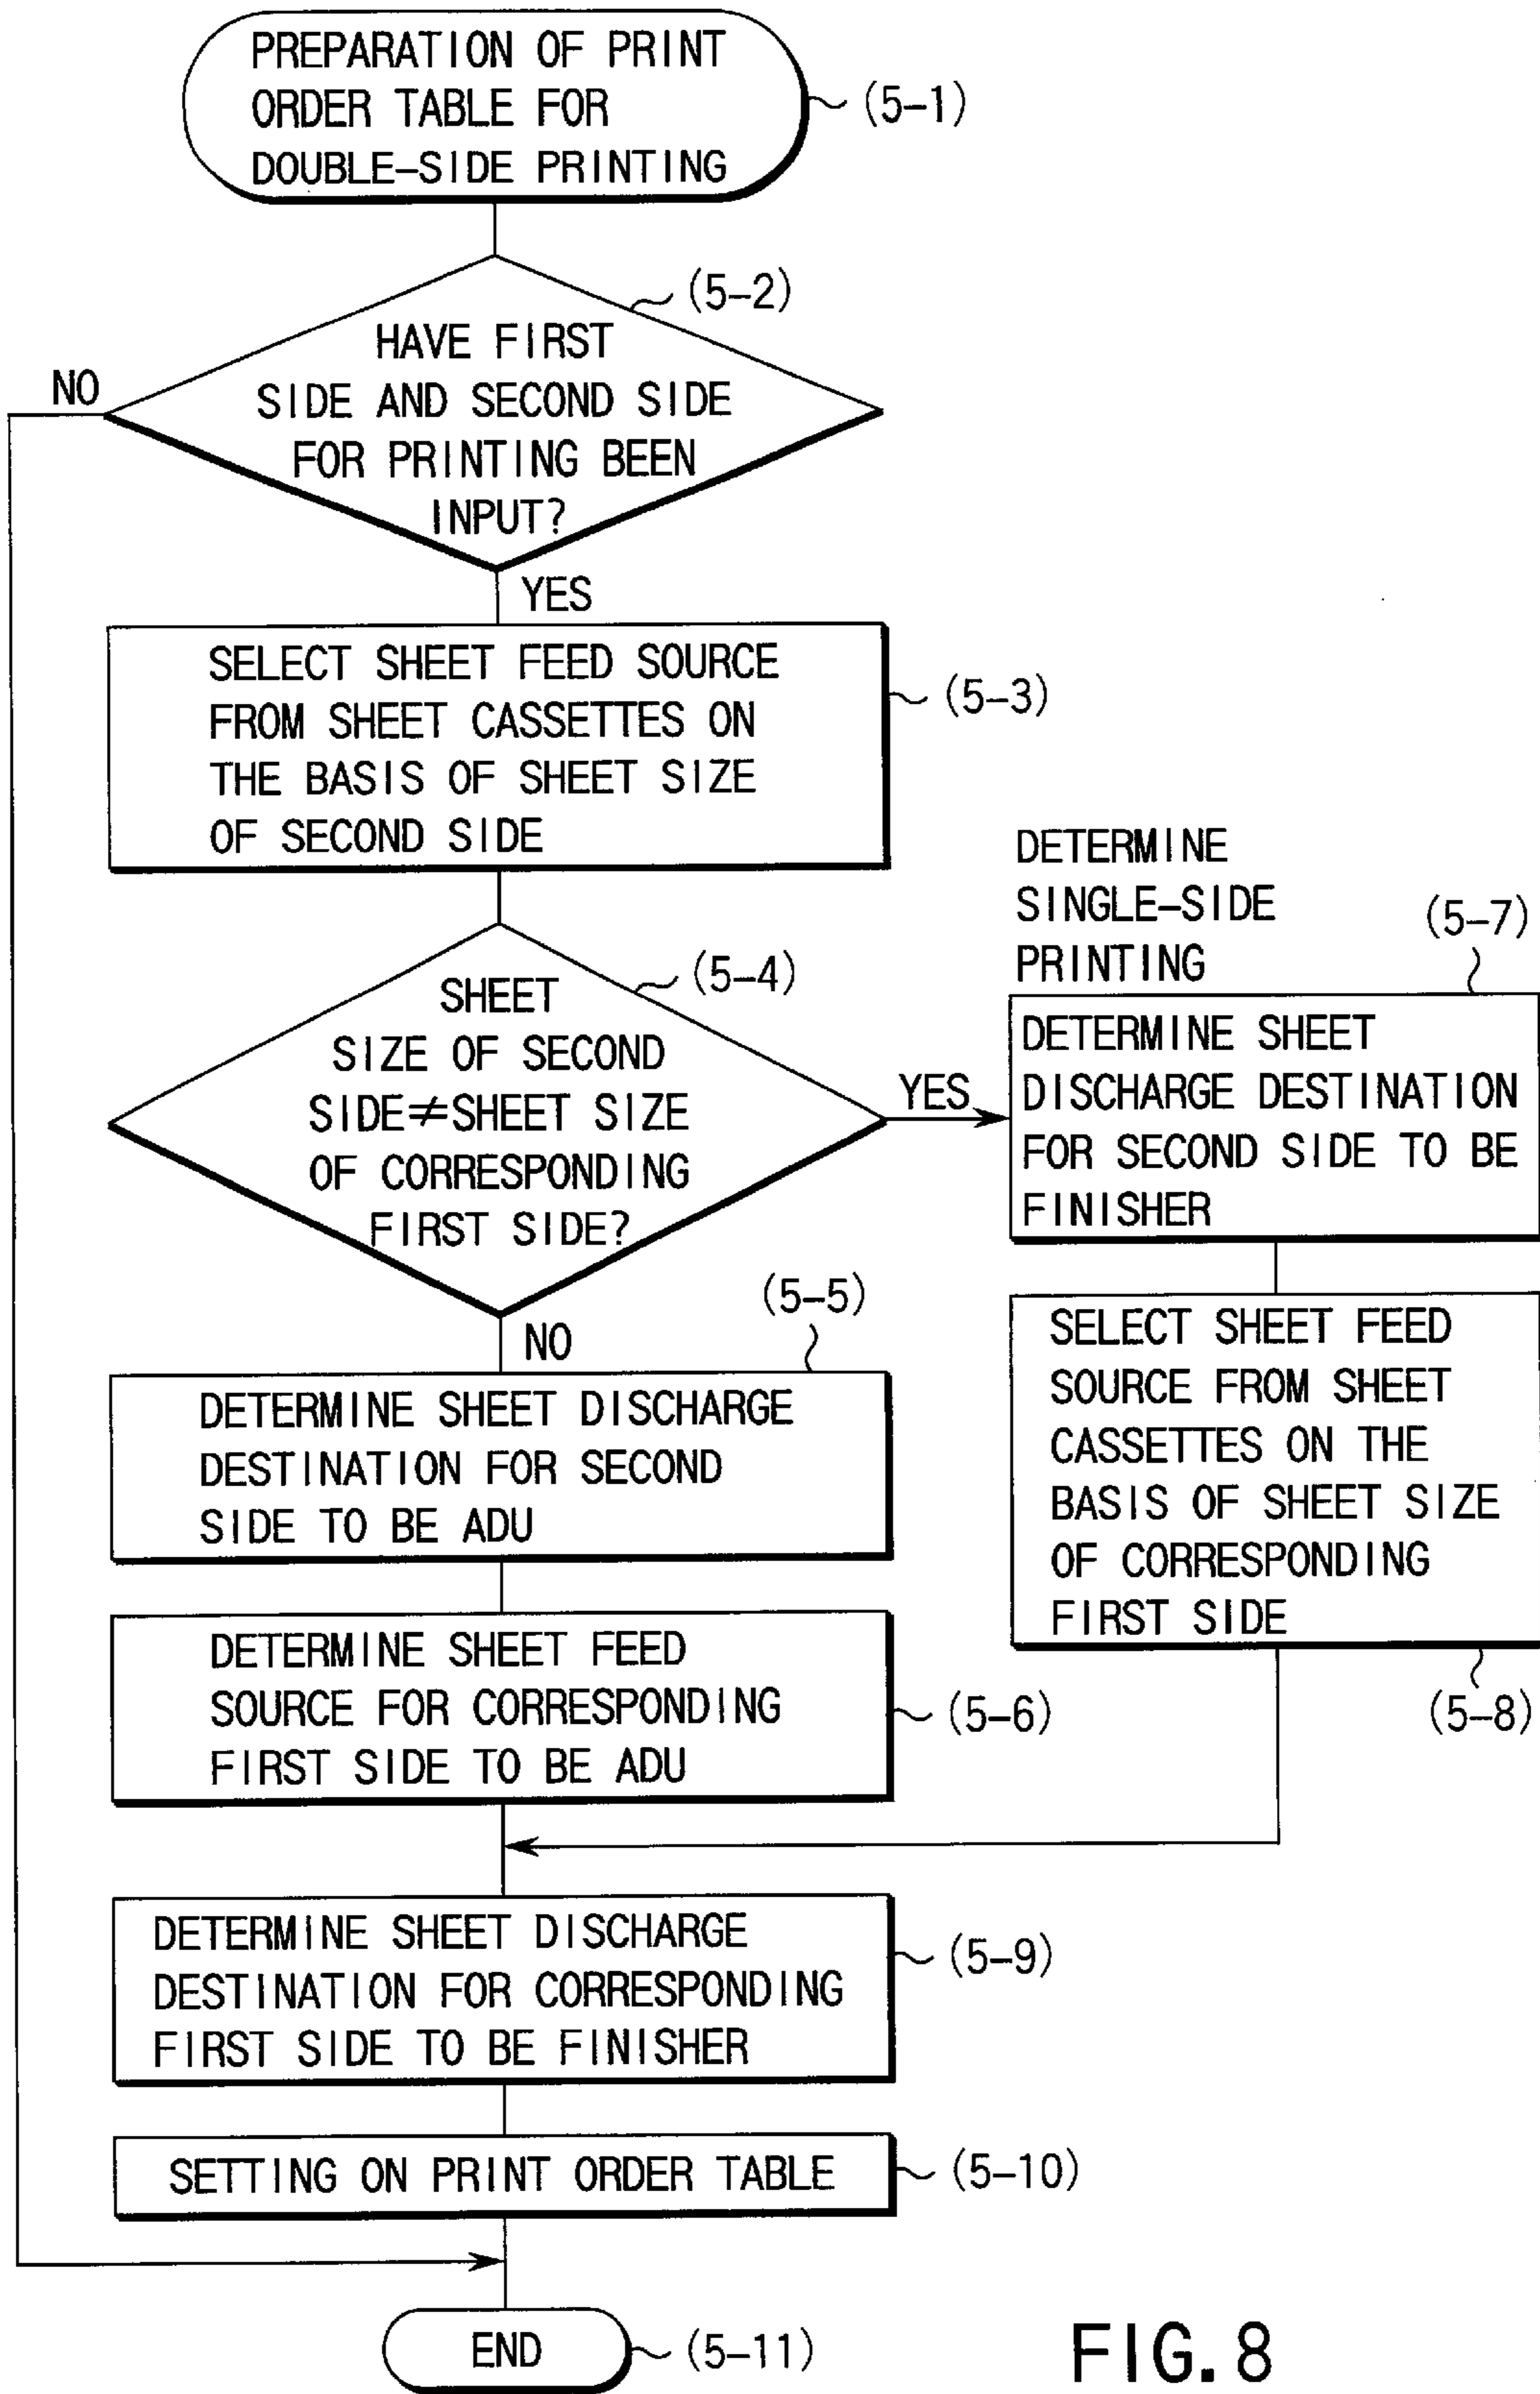 PREPARATION OF PRINT
ORDER TABLE FOR
DOUBLE-SIDE PRINTING
(5-1)
(5-2)
HAVE FIRST
SIDE AND SECOND SIDE
FOR PRINTING BEEN
INPUT?
NO
YES
SELECT SHEET FEED SOURCE
FROM SHEET CASSETTES ON
THE BASIS OF SHEET SIZE
OF SECOND SIDE
(5-3)
(5-4)
SHEET
SIZE OF SECOND
SIDE≠SHEET SIZE
OF CORRESPONDING
FIRST SIDE?
YES
NO
DETERMINE
SINGLE-SIDE
PRINTING
(5-7)
DETERMINE SHEET
DISCHARGE DESTINATION
FOR SECOND SIDE TO BE
FINISHER
SELECT SHEET FEED
SOURCE FROM SHEET
CASSETTES ON THE
BASIS OF SHEET SIZE
OF CORRESPONDING
FIRST SIDE
(5-8)
(5-5)
DETERMINE SHEET DISCHARGE
DESTINATION FOR SECOND
SIDE TO BE ADU
DETERMINE SHEET FEED
SOURCE FOR CORRESPONDING
FIRST SIDE TO BE ADU
(5-6)
DETERMINE SHEET DISCHARGE
DESTINATION FOR CORRESPONDING
FIRST SIDE TO BE FINISHER
(5-9)
SETTING ON PRINT ORDER TABLE
(5-10)
END
(5-11)
FIG. 8